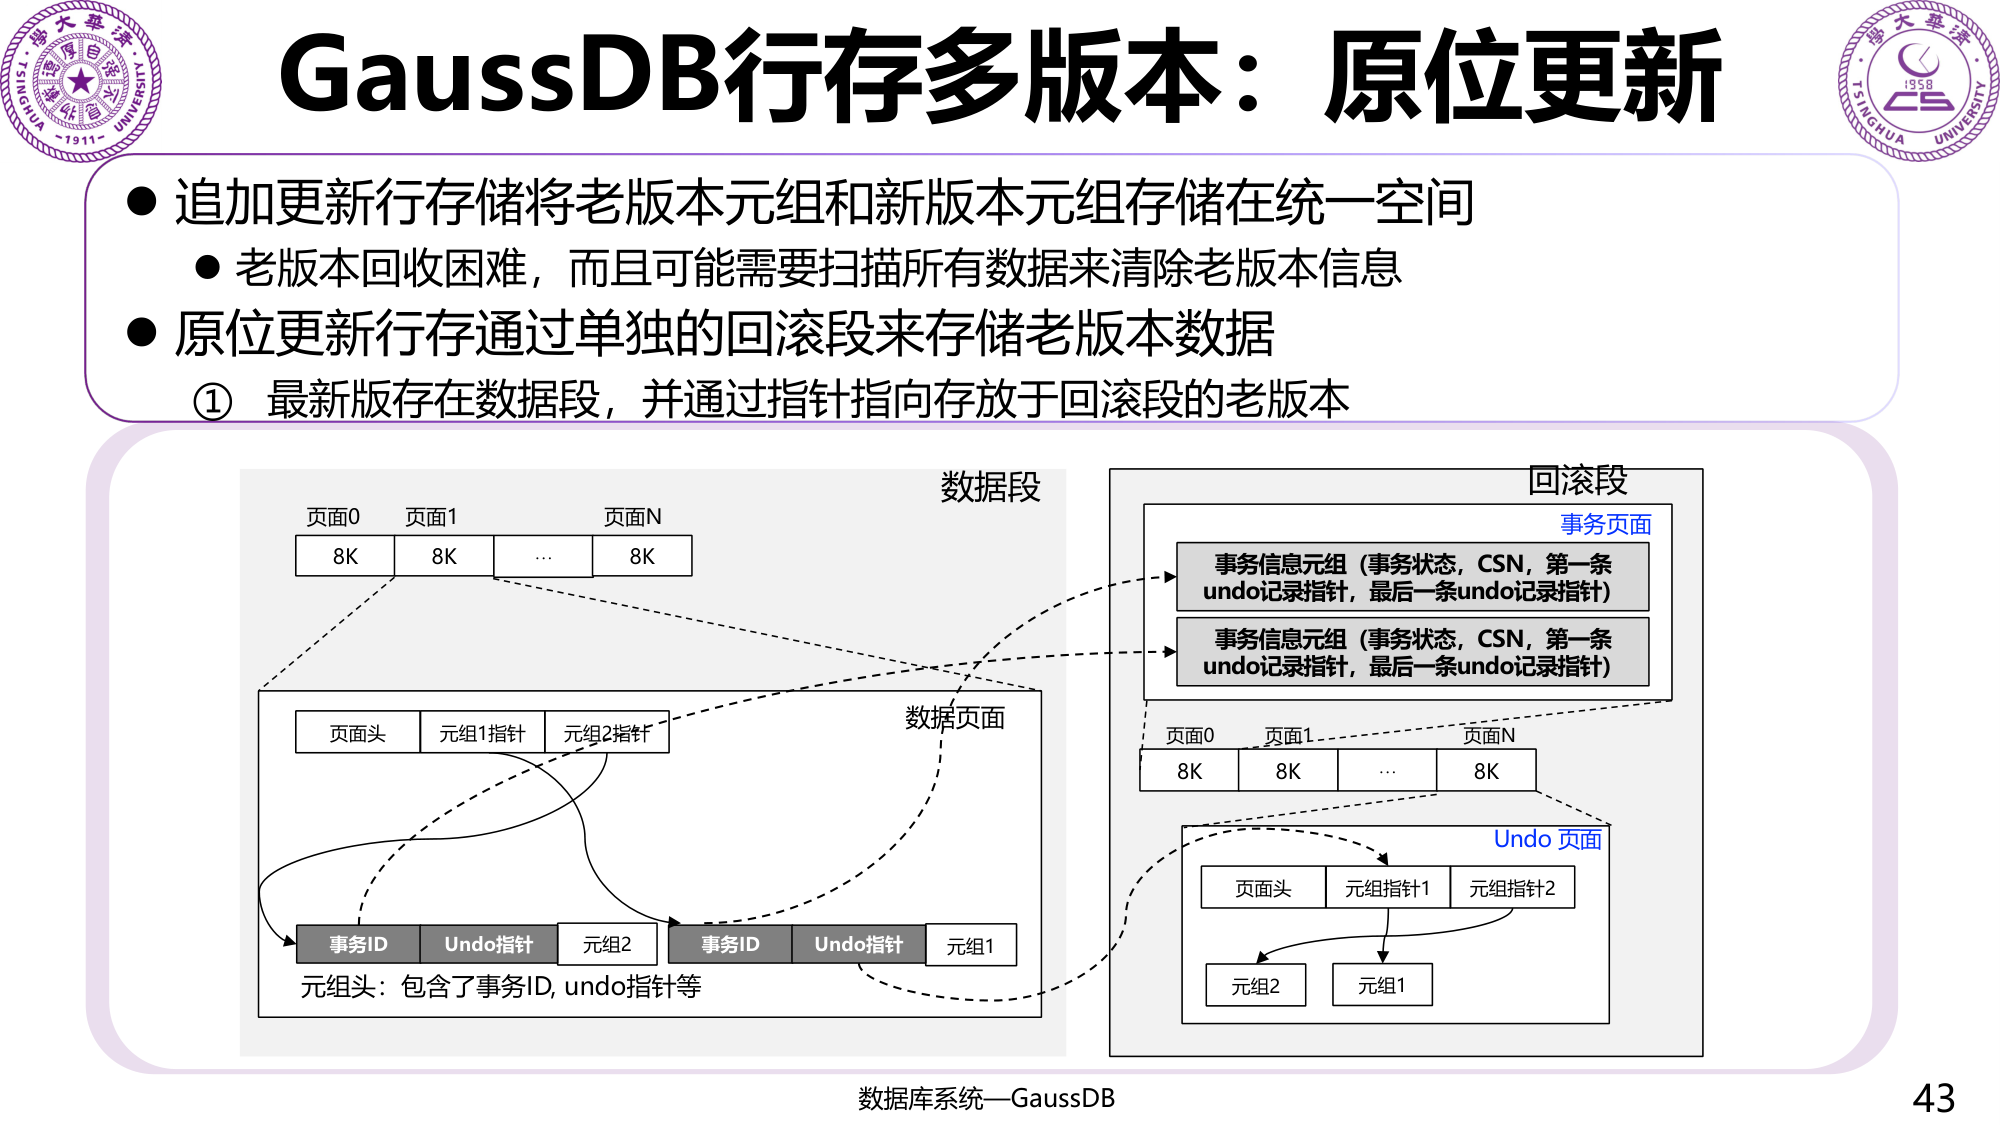 GaussDB行存多版本：原位更新
● 追加更新行存储将老版本元组和新版本元组存储在统一空间
● 老版本回收困难，而且可能需要扫描所有数据来清除老版本信息
● 原位更新行存通过单独的回滚段来存储老版本数据
① 最新版存在数据段，并通过指针指向存放于回滚段的老版本
数据段
页面0 页面1 页面N
8K 8K … 8K
数据页面
页面头 元组1指针 元组2指针
事务ID Undo指针 元组2 事务ID Undo指针 元组1
元组头：包含了事务ID, undo指针等
回滚段
事务页面
事务信息元组（事务状态，CSN，第一条
undo记录指针，最后一条undo记录指针）
事务信息元组（事务状态，CSN，第一条
undo记录指针，最后一条undo记录指针）
页面0 页面1 页面N
8K 8K … 8K
Undo 页面
页面头 元组指针1 元组指针2
元组2 元组1
数据库系统—GaussDB
43
TSINGHUA UNIVERSITY
-1911-
TSINGHUA UNIVERSITY
1958